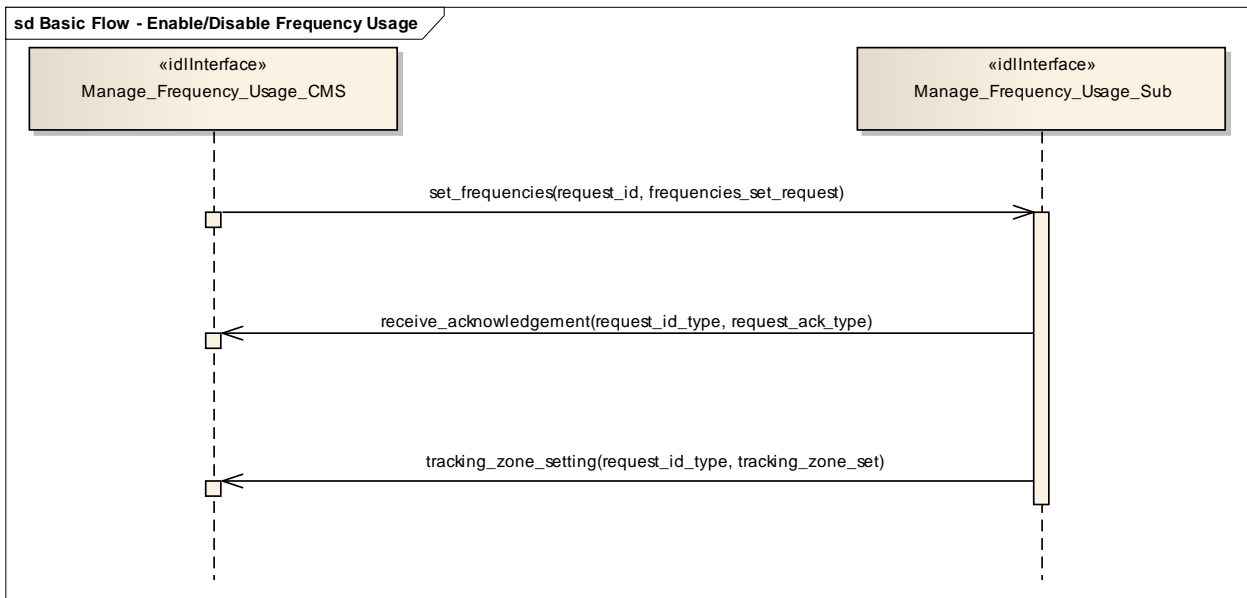 sd Basic Flow - Enable/Disable Frequency Usage
«idlInterface»
Manage_Frequency_Usage_CMS
«idlInterface»
Manage_Frequency_Usage_Sub
set_frequencies(request_id, frequencies_set_request)
receive_acknowledgement(request_id_type, request_ack_type)
tracking_zone_setting(request_id_type, tracking_zone_set)